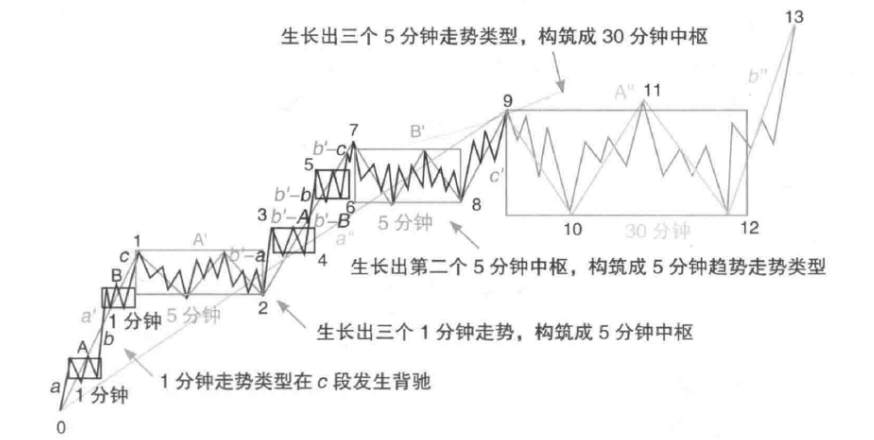 13
生长出三个 5 分钟走势类型，构筑成 30 分钟中枢
b"
9
A"
11
7
B'
b'-c
5
c'
b'-b
6
8
3
b'-A
b'-B
5 分钟
10
30 分钟
12
1
A'
b'-a
a"
4
生长出第二个 5 分钟中枢，构筑成 5 分钟趋势走势类型
c
B
2
a'
1 分钟
5 分钟
生长出三个 1 分钟走势，构筑成 5 分钟中枢
b
A
1 分钟走势类型在 c 段发生背驰
a
1 分钟
0